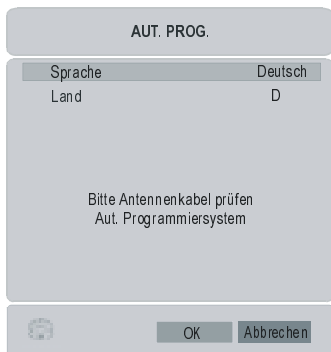 AUT. PROG.
Sprache Deutsch
Land D
Bitte Antennenkabel prüfen
Aut. Programmiersystem
OK Abbrechen